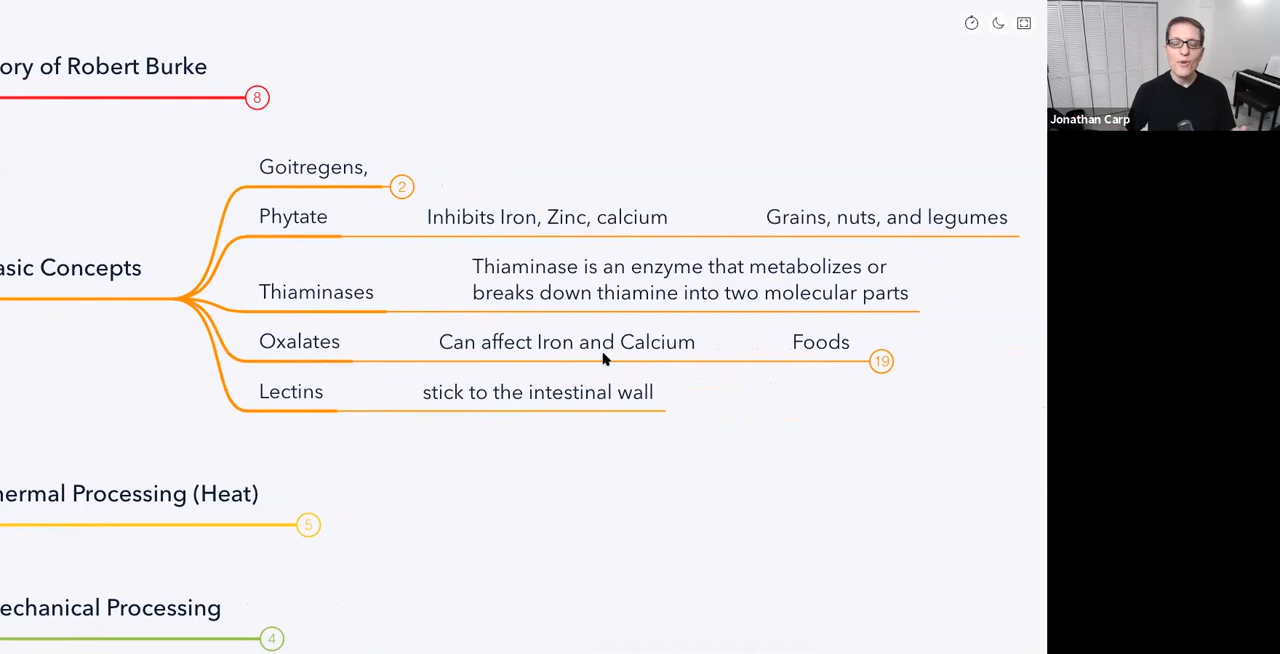 ory of Robert Burke
8
Jonathan Carp
Goitregens,
2
Phytate
Inhibits Iron, Zinc, calcium
Grains, nuts, and legumes
asic Concepts
Thiaminases
Thiaminase is an enzyme that metabolizes or
breaks down thiamine into two molecular parts
Oxalates
Can affect Iron and Calcium
Foods
19
Lectins
stick to the intestinal wall
hermal Processing (Heat)
5
echanical Processing
4